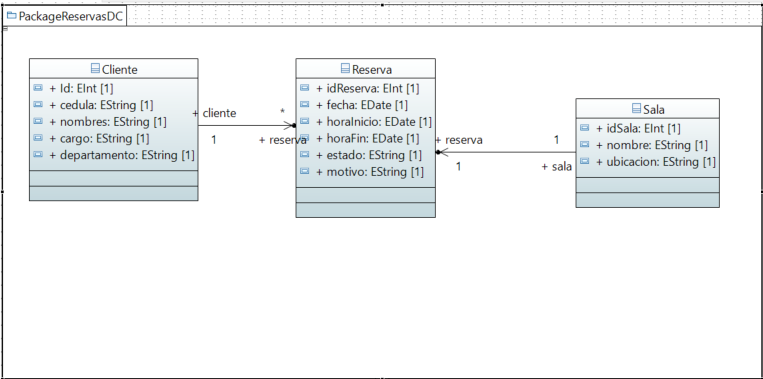 PackageReservasDC
Cliente
+ Id: EInt [1]
+ cedula: EString [1]
+ nombres: EString [1]
+ cargo: EString [1]
+ departamento: EString [1]
+ cliente
1
*
+ reserva
Reserva
+ idReserva: EInt [1]
+ fecha: EDate [1]
+ horaInicio: EDate [1]
+ horaFin: EDate [1]
+ estado: EString [1]
+ motivo: EString [1]
+ reserva
1
1
+ sala
Sala
+ idSala: EInt [1]
+ nombre: EString [1]
+ ubicacion: EString [1]